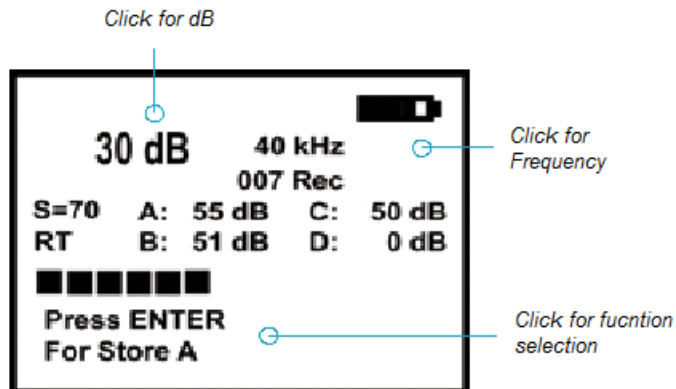 Click for dB
30 dB
40 kHz
Click for
Frequency
007 Rec
S=70 A: 55 dB C: 50 dB
RT B: 51 dB D: 0 dB
Press ENTER
For Store A
Click for fucntion
selection